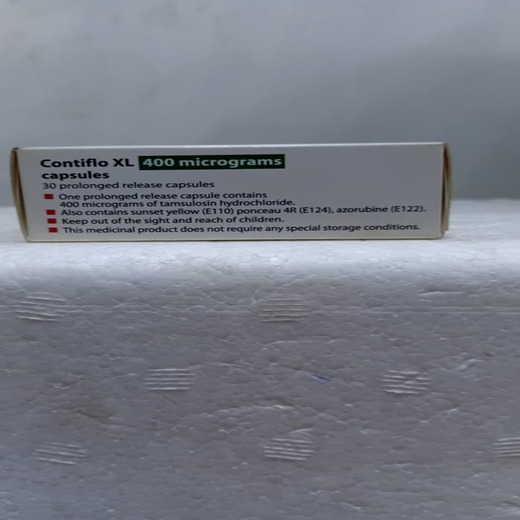 Contiflo XL 400 micrograms
capsules
30 prolonged release capsules
One prolonged release capsule contains
400 micrograms of tamsulosin hydrochloride.
Also contains sunset yellow (E110) ponceau 4R (E124), azorubine (E122).
Keep out of the sight and reach of children.
This medicinal product does not require any special storage conditions.